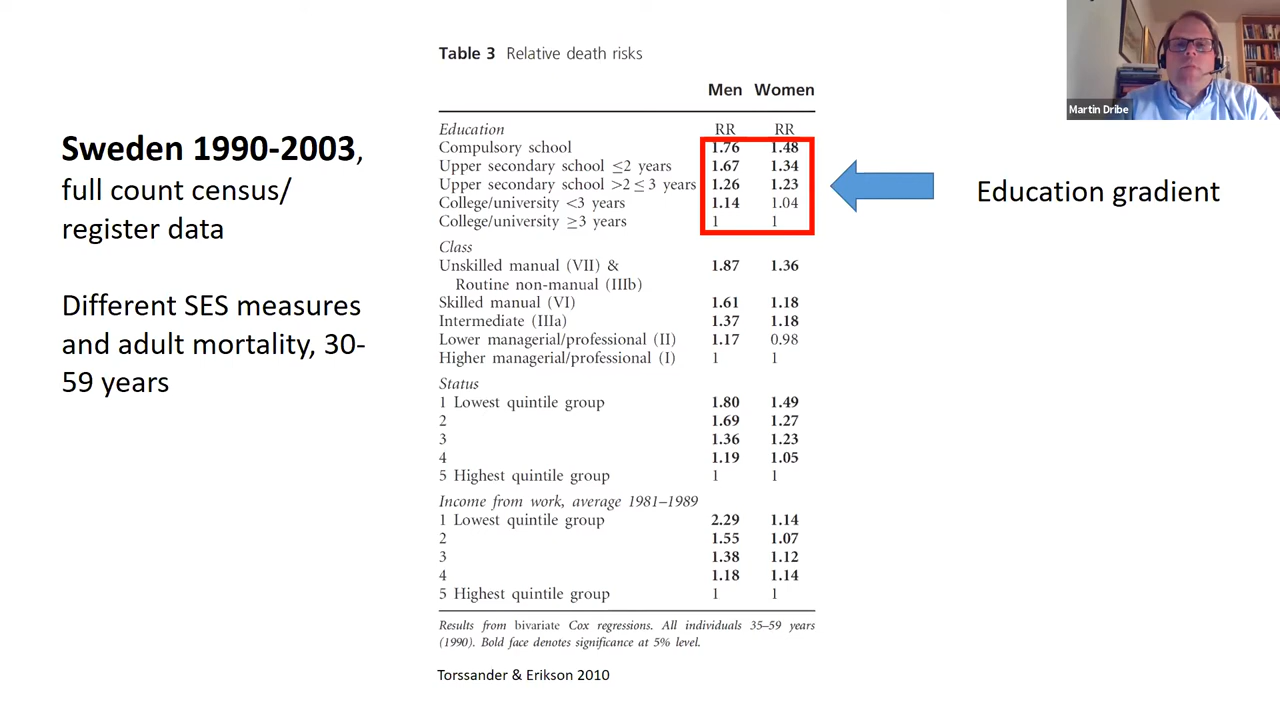 Sweden 1990-2003,
full count census/
register data
Different SES measures
and adult mortality, 30-
59 years
Table 3 Relative death risks
Men Women
Education RR RR
Compulsory school 1.76 1.48
Upper secondary school ≤2 years 1.67 1.34
Upper secondary school >2 ≤ 3 years 1.26 1.23
College/university <3 years 1.14 1.04
College/university ≥3 years 1 1
Class
Unskilled manual (VII) & 1.87 1.36
Routine non-manual (IIIb)
Skilled manual (VI) 1.61 1.18
Intermediate (IIIa) 1.37 1.18
Lower managerial/professional (II) 1.17 0.98
Higher managerial/professional (I) 1 1
Status
1 Lowest quintile group 1.80 1.49
2 1.69 1.27
3 1.36 1.23
4 1.19 1.05
5 Highest quintile group 1 1
Income from work, average 1981–1989
1 Lowest quintile group 2.29 1.14
2 1.55 1.07
3 1.38 1.12
4 1.18 1.14
5 Highest quintile group 1 1
Results from bivariate Cox regressions. All individuals 35–59 years
(1990). Bold face denotes significance at 5% level.
Torssander & Erikson 2010
Education gradient
Martin Dribe